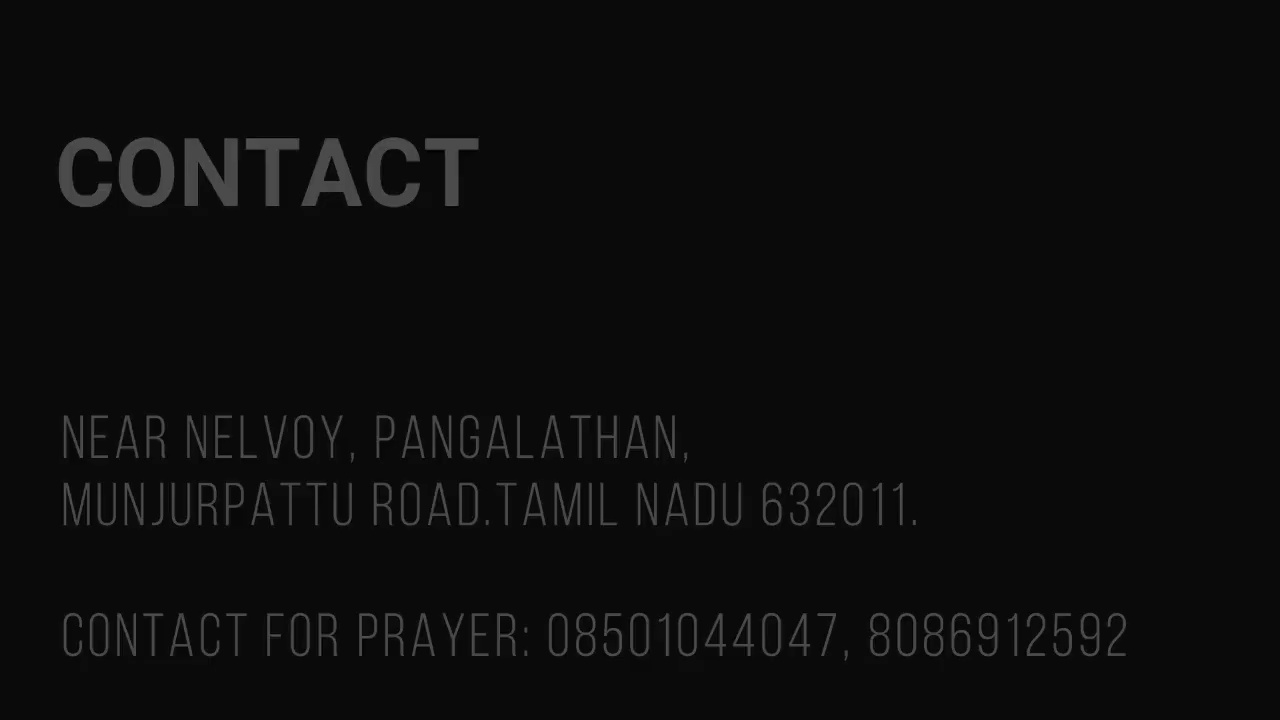 CONTACT
NEAR NELVOY, PANGALATHAN,
MUNJURPATTU ROAD.TAMIL NADU 632011.
CONTACT FOR PRAYER: 08501044047, 8086912592